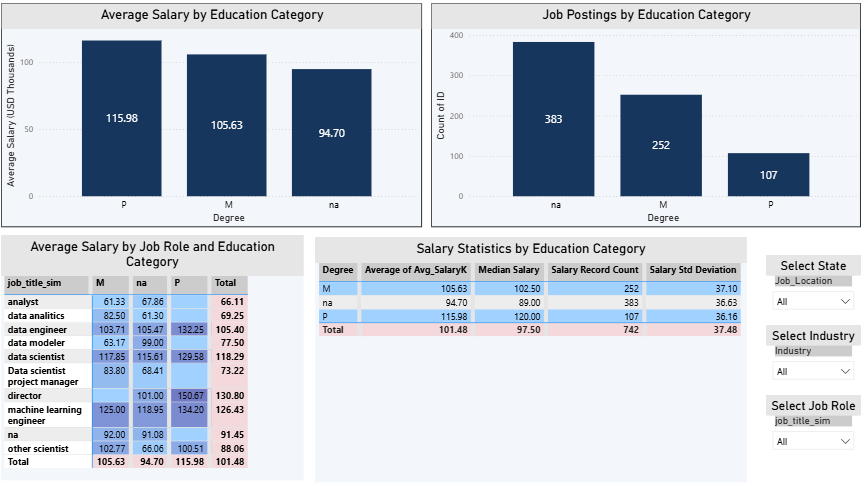 Average Salary by Education Category
Average Salary (USD Thousands)
100
50
0
115.98
105.63
94.70
P M na
Degree
Job Postings by Education Category
Count of ID
400
300
200
100
0
383
252
107
na M P
Degree
Average Salary by Job Role and Education
Category
job_title_sim M na P Total
analyst 61.33 67.86 66.11
data analitics 82.50 61.30 69.25
data engineer 103.71 105.47 132.25 105.40
data modeler 63.17 99.00 77.50
data scientist 117.85 115.61 129.58 118.29
Data scientist 83.80 68.41 73.22
project manager
director 101.00 150.67 130.80
machine learning 125.00 118.95 134.20 126.43
engineer
na 92.00 91.08 91.45
other scientist 102.77 66.06 100.51 88.06
Total 105.63 94.70 115.98 101.48
Salary Statistics by Education Category
Degree Average of Avg_SalaryK Median Salary Salary Record Count Salary Std Deviation
M 105.63 102.50 252 37.10
na 94.70 89.00 383 36.63
P 115.98 120.00 107 36.16
Total 101.48 97.50 742 37.48
Select State
Job_Location
All
Select Industry
Industry
All
Select Job Role
job_title_sim
All